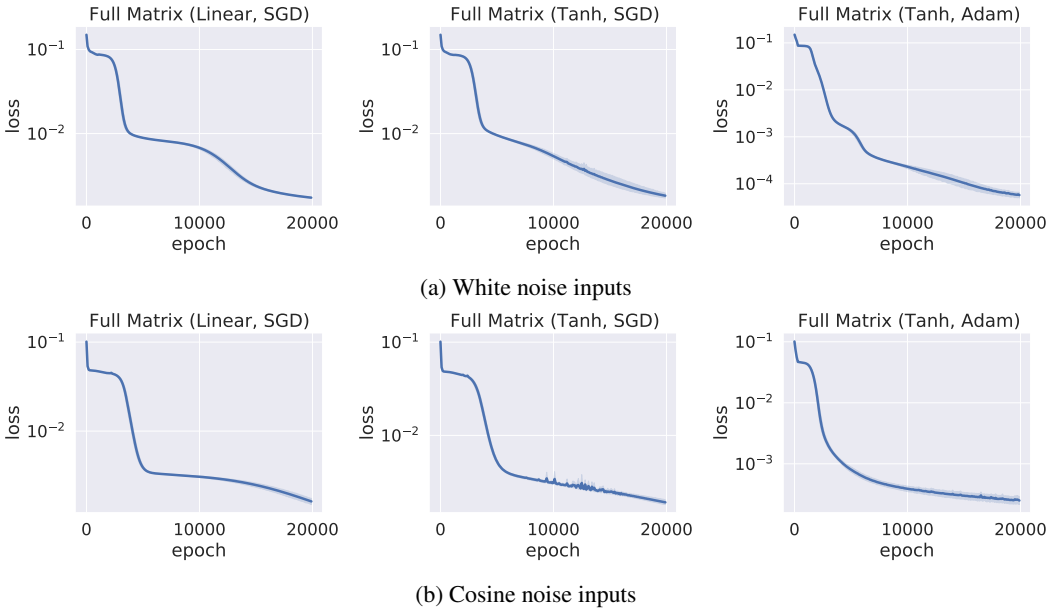 Full Matrix (Linear, SGD) Full Matrix (Tanh, SGD) Full Matrix (Tanh, Adam)
10⁻¹ 10⁻¹ 10⁻¹
10⁻²
loss 10⁻² loss 10⁻² loss 10⁻³
10⁻⁴
0 10000 20000 0 10000 20000 0 10000 20000
epoch epoch epoch
(a) White noise inputs
Full Matrix (Linear, SGD) Full Matrix (Tanh, SGD) Full Matrix (Tanh, Adam)
10⁻¹ 10⁻¹ 10⁻¹
loss 10⁻² loss 10⁻² loss 10⁻²
10⁻³
0 10000 20000 0 10000 20000 0 10000 20000
epoch epoch epoch
(b) Cosine noise inputs